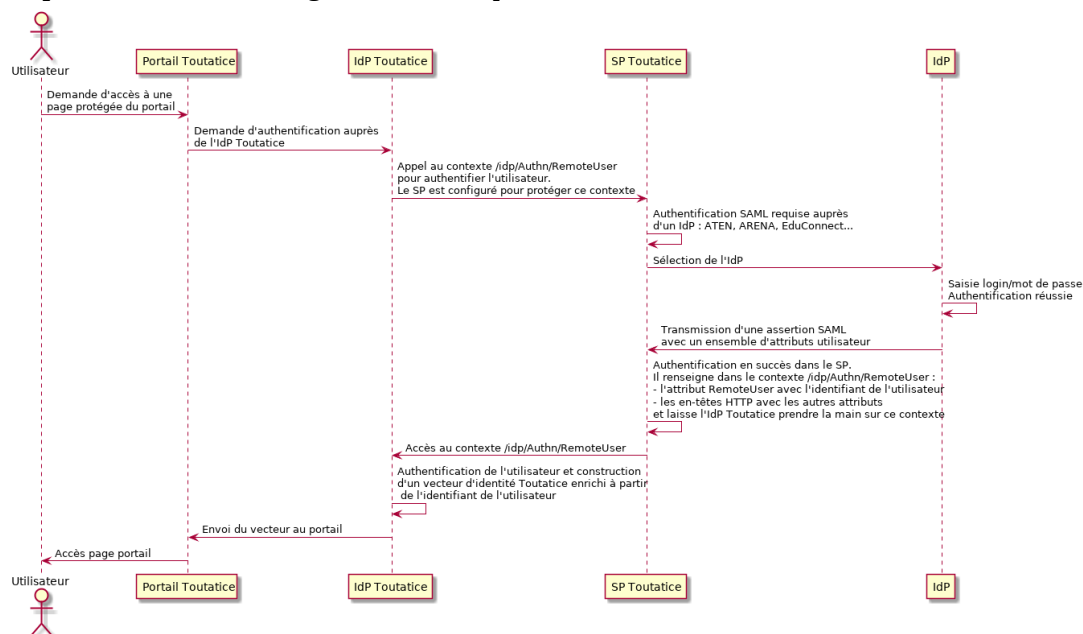 Utilisateur
Portail Toutatice
IdP Toutatice
SP Toutatice
IdP
Demande d'accès à une
page protégée du portail
Demande d'authentification auprès
de l'IdP Toutatice
Appel au contexte /idp/Authn/RemoteUser
pour authentifier l'utilisateur.
Le SP est configuré pour protéger ce contexte
Authentification SAML requise auprès
d'un IdP : ATEN, ARENA, EduConnect...
Sélection de l'IdP
Saisie login/mot de passe
Authentification réussie
Transmission d'une assertion SAML
avec un ensemble d'attributs utilisateur
Authentification en succès dans le SP.
Il renseigne dans le contexte /idp/Authn/RemoteUser :
- l'attribut RemoteUser avec l'identifiant de l'utilisateur
- les en-têtes HTTP avec les autres attributs
et laisse l'IdP Toutatice prendre la main sur ce contexte
Accès au contexte /idp/Authn/RemoteUser
Authentification de l'utilisateur et construction
d'un vecteur d'identité Toutatice enrichi à partir
de l'identifiant de l'utilisateur
Envoi du vecteur au portail
Accès page portail
Utilisateur
Portail Toutatice
IdP Toutatice
SP Toutatice
IdP